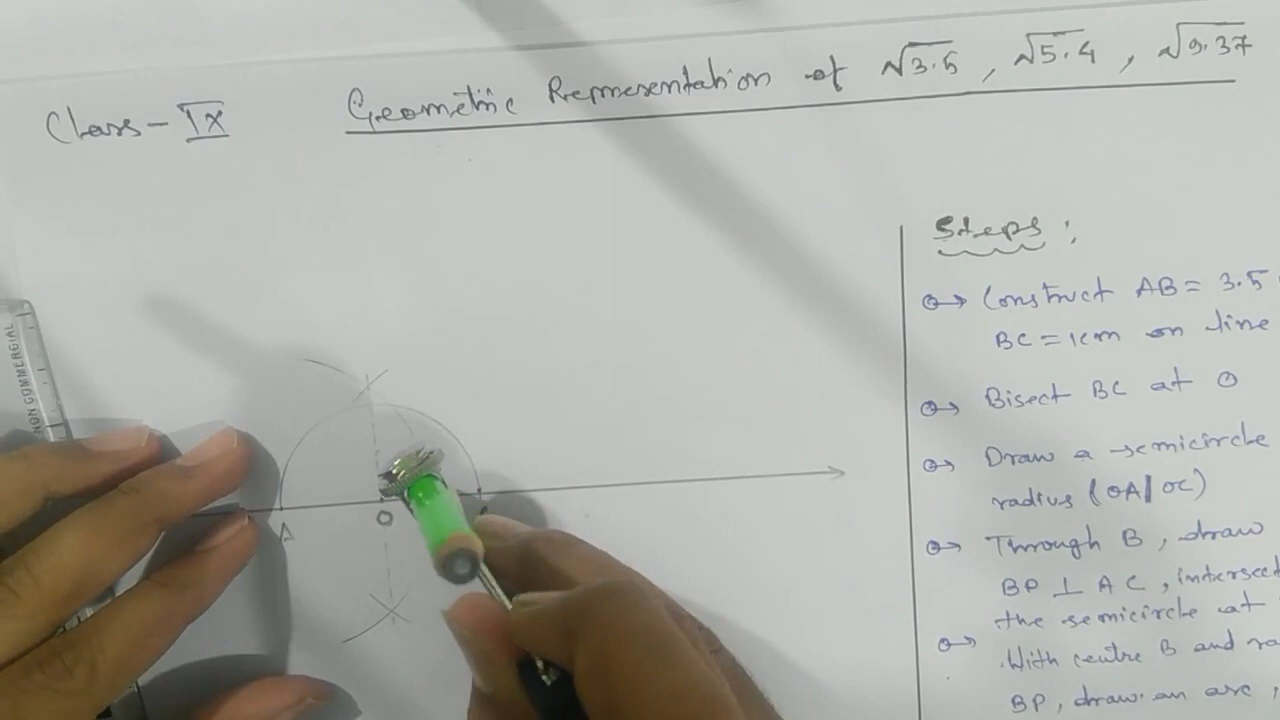 Class - IX
Geometric Representation of √3.5, √5.4, √9.37
Steps:
Construct AB = 3.5
BC = 1cm on line
Bisect BC at O
Draw a semicircle
radius (OA/OC)
Through B, draw
BP ⊥ AC, intersect
the semicircle at
With centre B and ra
BP, draw an arc,
NON COMMERCIAL
A
O